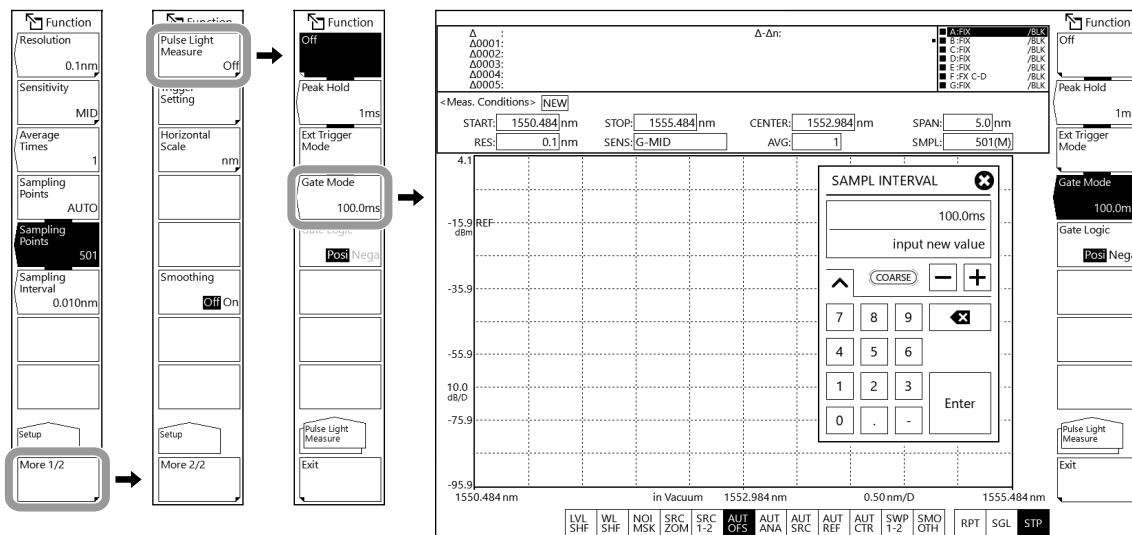 Function
Resolution
0.1nm
Sensitivity
MID
Average
Times
1
Sampling
Points
AUTO
Sampling
Points
501
Sampling
Interval
0.010nm
Setup
More 1/2
Function
Pulse Light
Measure
Off
Trigger
Setting
Horizontal
Scale
nm
Smoothing
Off On
Setup
More 2/2
Function
Off
Peak Hold
1ms
Ext Trigger
Mode
Gate Mode
100.0ms
Gate Logic
Posi Nega
Pulse Light
Measure
Exit
Δ :
Δ0001:
Δ0002:
Δ0003:
Δ0004:
Δ0005:
Δ-Δn:
A:FIX /BLK
B :FIX /BLK
C:FIX /BLK
D:FIX /BLK
E :FIX /BLK
F :FX C-D /BLK
G:FIX /BLK
<Meas. Conditions> NEW
START: 1550.484 nm STOP: 1555.484 nm CENTER: 1552.984 nm SPAN: 5.0 nm
RES: 0.1 nm SENS: G-MID AVG: 1 SMPL: 501(M)
4.1
-15.9 REF
dBm
-35.9
-55.9
10.0
dB/D
-75.9
-95.9
1550.484 nm in Vacuum 1552.984 nm 0.50 nm/D 1555.484 nm
SAMPL INTERVAL
100.0ms
input new value
COARSE
7 8 9
4 5 6
1 2 3
Enter
0 . -
LVL SHF
WL SHF
NOI MSK
SRC ZOM
SRC 1-2
AUT OFS
AUT ANA
AUT SRC
AUT REF
AUT CTR
SWP 1-2
SMO OTH
RPT
SGL
STP
Function
Off
Peak Hold
1m
Ext Trigger
Mode
Gate Mode
100.0m
Gate Logic
Posi Neg
Pulse Light
Measure
Exit